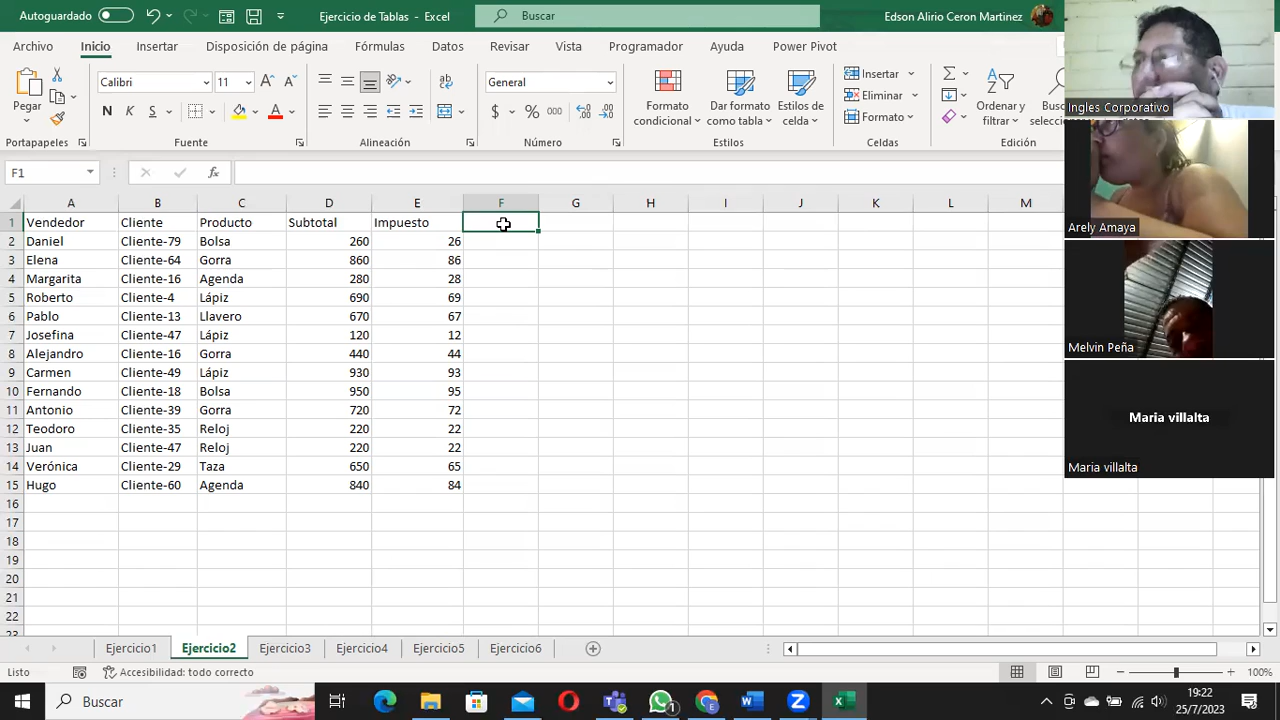 Autoguardado
Ejercicio de Tablas - Excel
Buscar
Edson Alirio Ceron Martinez
Archivo Inicio Insertar Disposición de página Fórmulas Datos Revisar Vista Programador Ayuda Power Pivot
Pegar
Calibri 11
N K S
General
Formato condicional
Dar formato como tabla
Estilos de celda
Insertar
Eliminar
Formato
Ordenar y filtrar
Portapapeles Fuente Alineación Número Estilos Celdas Edición
F1
A B C D E F G H I J K L M
1 Vendedor Cliente Producto Subtotal Impuesto
2 Daniel Cliente-79 Bolsa 260 26
3 Elena Cliente-64 Gorra 860 86
4 Margarita Cliente-16 Agenda 280 28
5 Roberto Cliente-4 Lápiz 690 69
6 Pablo Cliente-13 Llavero 670 67
7 Josefina Cliente-47 Lápiz 120 12
8 Alejandro Cliente-16 Gorra 440 44
9 Carmen Cliente-49 Lápiz 930 93
10 Fernando Cliente-18 Bolsa 950 95
11 Antonio Cliente-39 Gorra 720 72
12 Teodoro Cliente-35 Reloj 220 22
13 Juan Cliente-47 Reloj 220 22
14 Verónica Cliente-29 Taza 650 65
15 Hugo Cliente-60 Agenda 840 84
16
17
18
19
20
21
22
Ejercicio1 Ejercicio2 Ejercicio3 Ejercicio4 Ejercicio5 Ejercicio6
Listo
Accesibilidad: todo correcto
100%
Buscar
19:22
25/7/2023
Ingles Corporativo
Arely Amaya
Melvin Peña
Maria villalta
Maria villalta